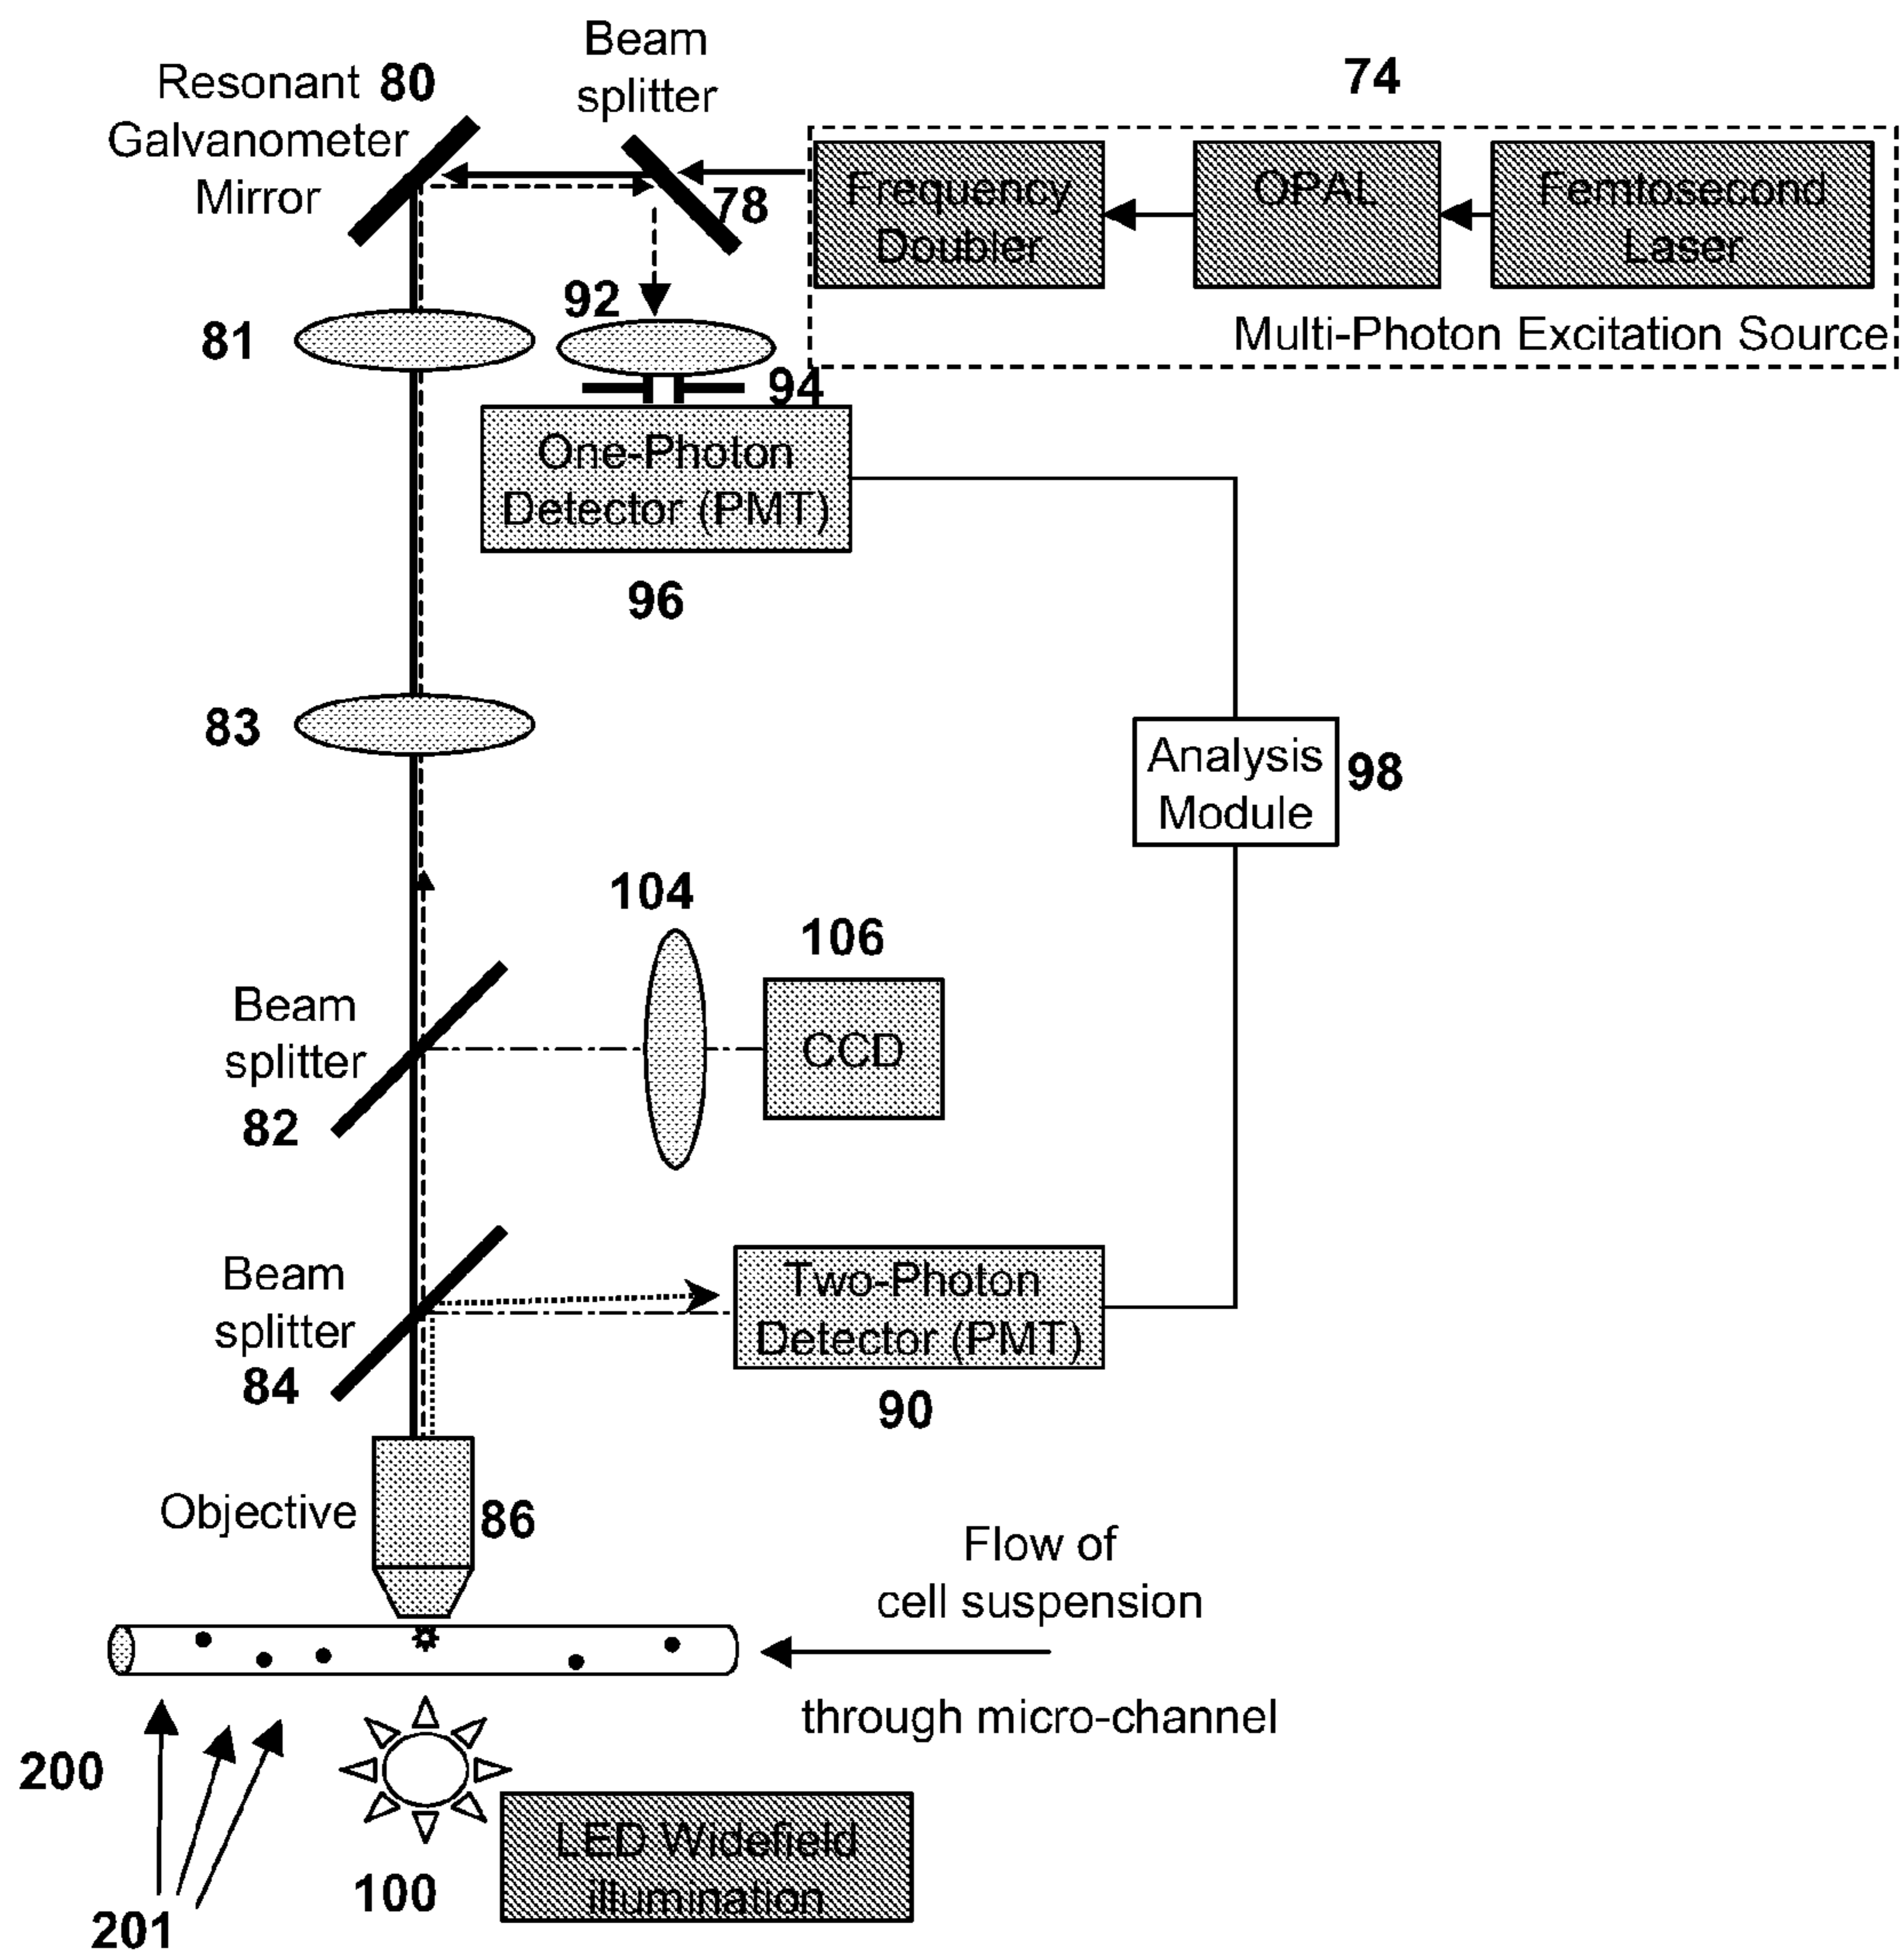 Beam
splitter
Resonant 80
Galvanometer
Mirror
78
74
Frequency
Doubler
OPAL
Femtosecond
Laser
Multi-Photon Excitation Source
81
92
94
One-Photon
Detector (PMT)
96
83
Analysis
Module
98
104
106
CCD
Beam
splitter
82
Beam
splitter
84
Two-Photon
Detector (PMT)
90
Objective
86
Flow of
cell suspension
through micro-channel
200
201
100
LED Widefield
illumination